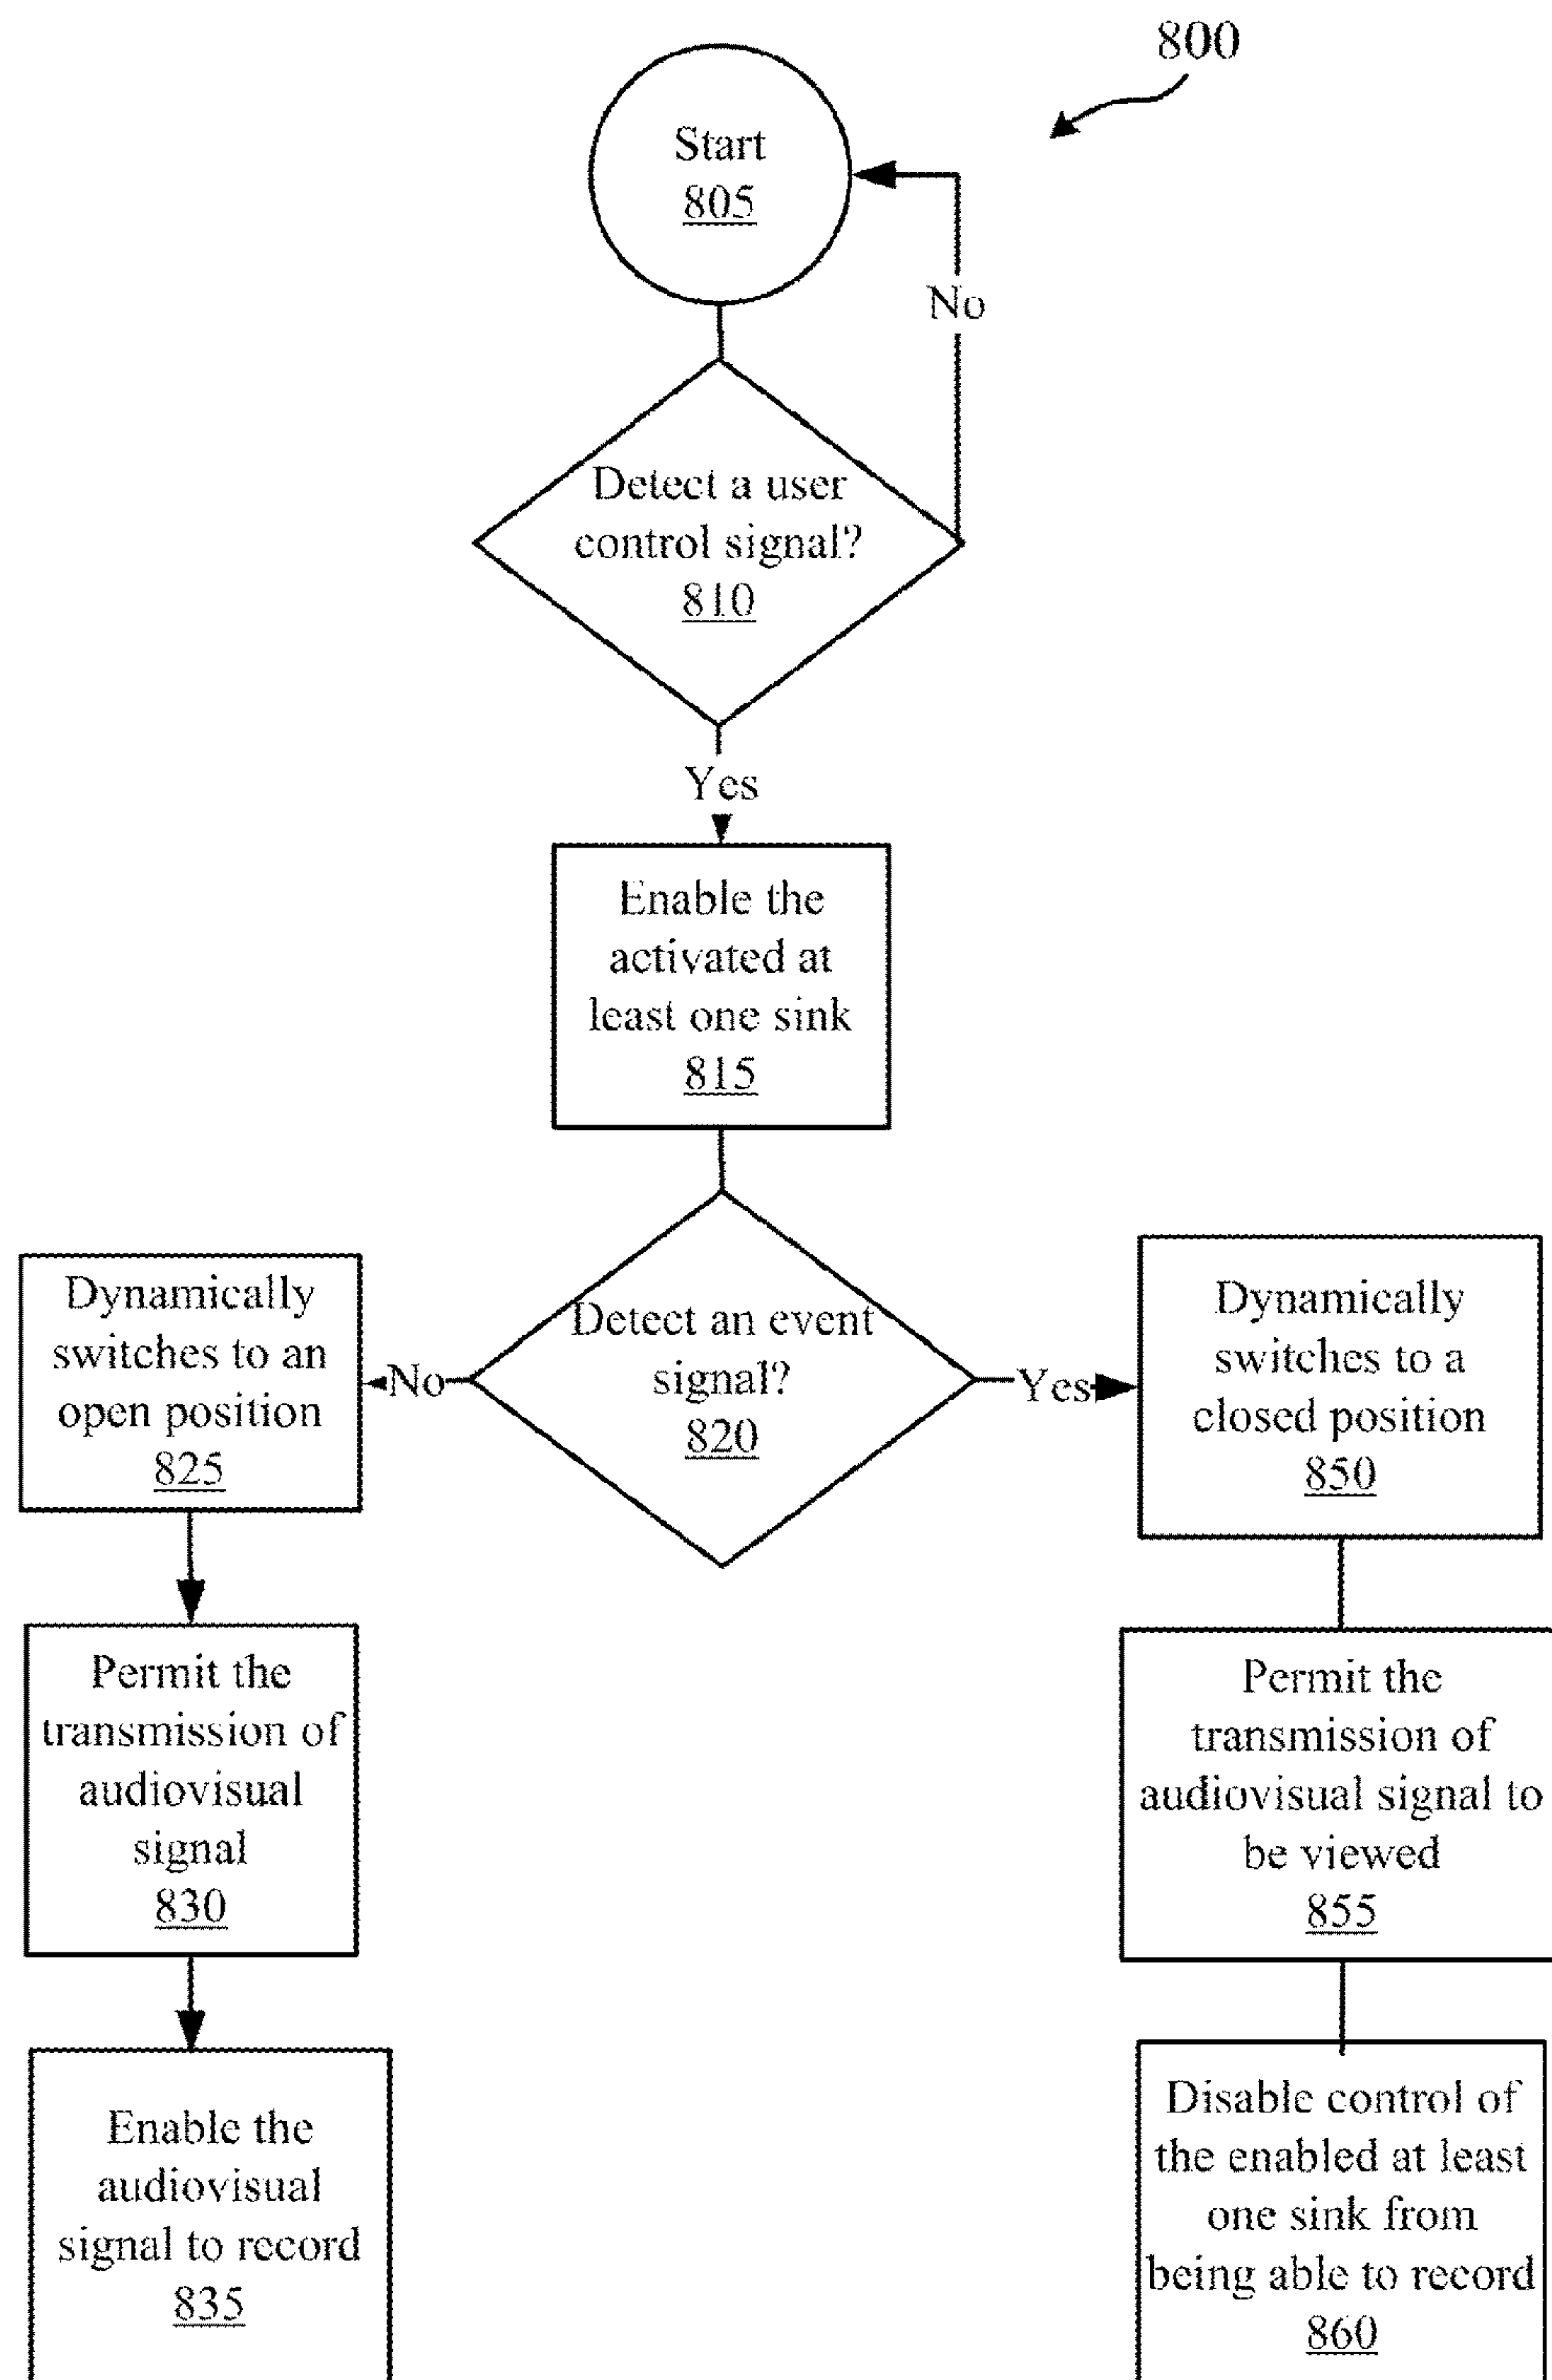 800
Start
805
No
Detect a user
control signal?
810
Yes
Enable the
activated at
least one sink
815
Detect an event
signal?
820
No
Yes
Dynamically
switches to an
open position
825
Permit the
transmission of
audiovisual
signal
830
Enable the
audiovisual
signal to record
835
Dynamically
switches to a
closed position
850
Permit the
transmission of
audiovisual signal to
be viewed
855
Disable control of
the enabled at least
one sink from
being able to record
860